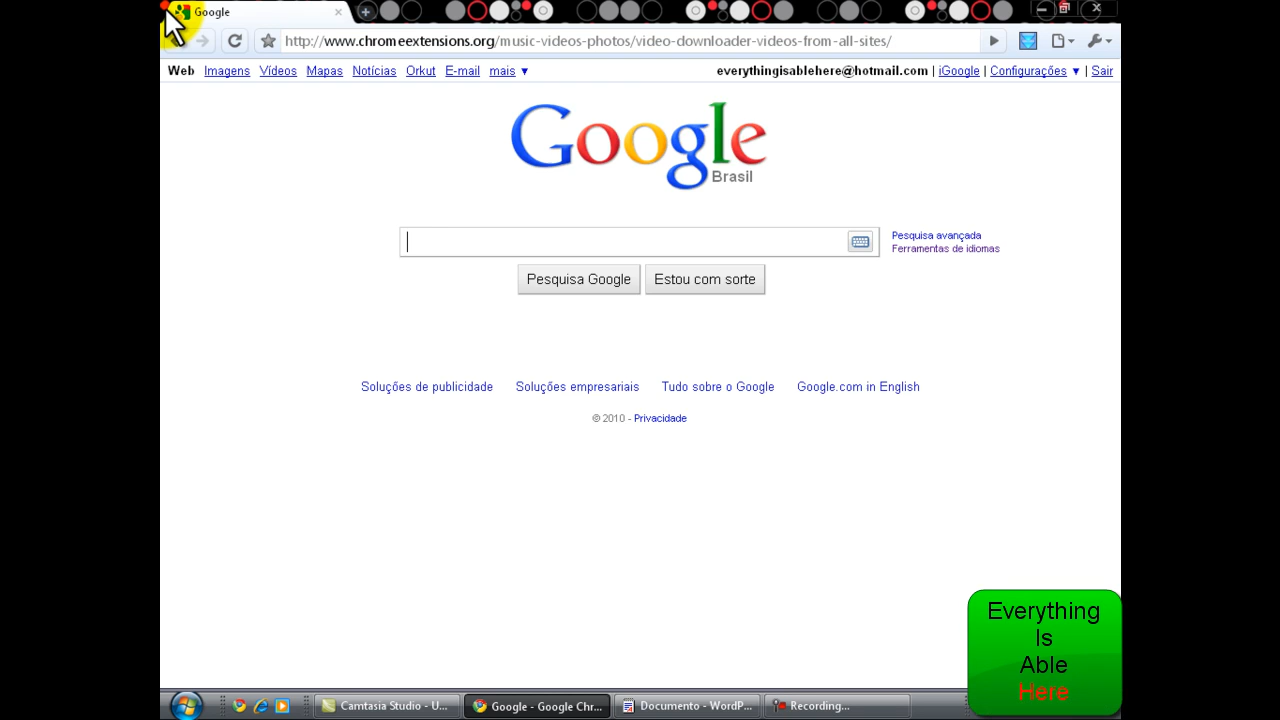 Google
http://www.chromeextensions.org/music-videos-photos/video-downloader-videos-from-all-sites/
Web Imagens Vídeos Mapas Notícias Orkut E-mail mais ▼
everythingisablehere@hotmail.com | iGoogle | Configurações ▼ | Sair
Google
Brasil
Pesquisa avançada
Ferramentas de idiomas
Pesquisa Google
Estou com sorte
Soluções de publicidade
Soluções empresariais
Tudo sobre o Google
Google.com in English
© 2010 - Privacidade
Everything
Is
Able
Here
Camtasia Studio - U...
Google - Google Chr...
Documento - WordP...
Recording...